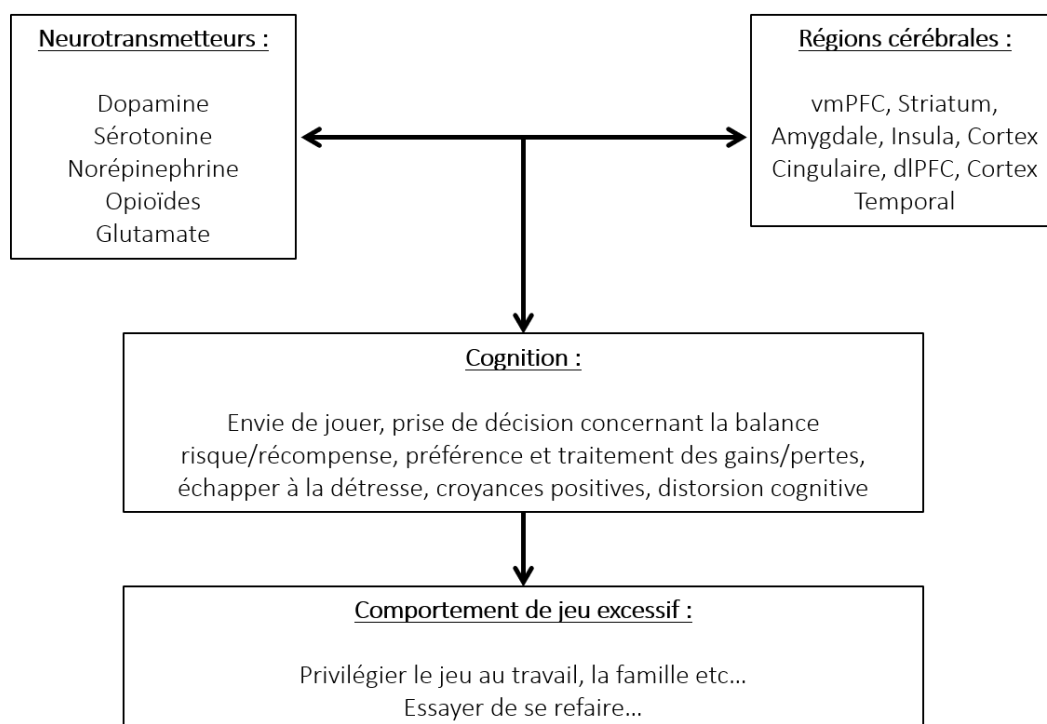 Neurotransmetteurs :
Dopamine
Sérotonine
Norépinephrine
Opioïdes
Glutamate
Régions cérébrales :
vmPFC, Striatum,
Amygdale, Insula, Cortex
Cingulaire, dlPFC, Cortex
Temporal
Cognition :
Envie de jouer, prise de décision concernant la balance
risque/récompense, préférence et traitement des gains/pertes,
échapper à la détresse, croyances positives, distorsion cognitive
Comportement de jeu excessif :
Privilégier le jeu au travail, la famille etc...
Essayer de se refaire...